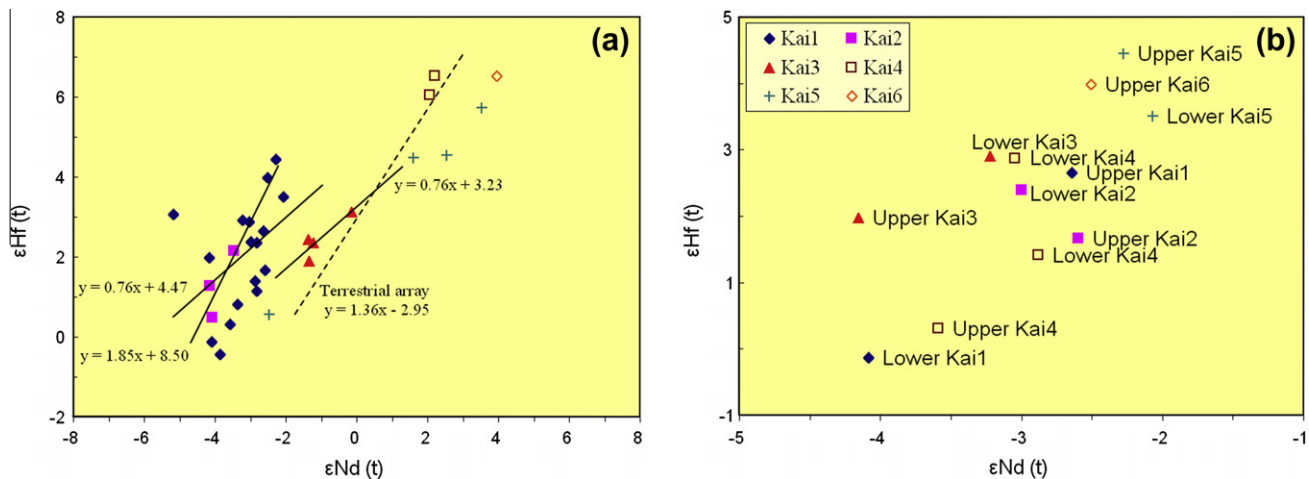 (a)
8
6
4
2
0
-2
εHf (t)
y = 0.76x + 3.23
y = 0.76x + 4.47
Terrestrial array
y = 1.36x - 2.95
y = 1.85x + 8.50
-8 -6 -4 -2 0 2 4 6 8
εNd (t)
(b)
5
3
1
-1
εHf (t)
Kai1 Kai2
Kai3 Kai4
Kai5 Kai6
Upper Kai5
Upper Kai6
Lower Kai5
Lower Kai3
Lower Kai4
Upper Kai1
Lower Kai2
Upper Kai3
Upper Kai2
Lower Kai4
Upper Kai4
Lower Kai1
-5 -4 -3 -2 -1
εNd (t)